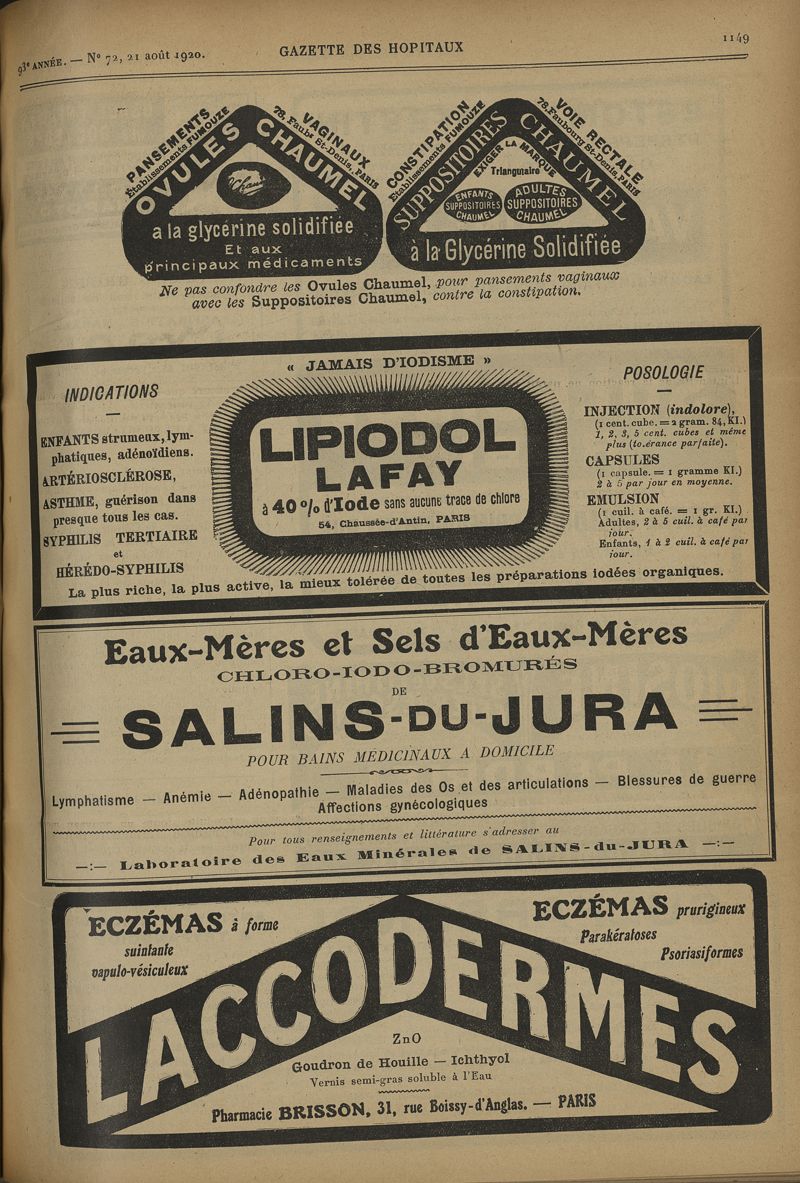 93e ANNÉE. — N° 72, 21 août 1920.
GAZETTE DES HOPITAUX
1149
PANSEMENTS
VAGINAUX
Établissements FUMOUZE
78, Faubg St-Denis, PARIS
OVULES CHAUMEL
a la glycérine solidifiée
Et aux
principaux médicaments
CONSTIPATION
VOIE RECTALE
Établissements FUMOUZE
78, Faubourg St-Denis, PARIS
SUPPOSITOIRES CHAUMEL
EXIGER LA MARQUE
Triangulaire
ENFANTS
SUPPOSITOIRES
CHAUMEL
ADULTES
SUPPOSITOIRES
CHAUMEL
à la Glycérine Solidifiée
Ne pas confondre les Ovules Chaumel, pour pansements vaginaux
avec les Suppositoires Chaumel, contre la constipation.
« JAMAIS D'IODISME »
INDICATIONS
ENFANTS strumeux, lym-
phatiques, adénoïdiens.
ARTÉRIOSCLÉROSE,
ASTHME, guérison dans
presque tous les cas.
SYPHILIS TERTIAIRE
et
HÉRÉDO-SYPHILIS
LIPIODOL
LAFAY
à 40 % d'Iode sans aucune trace de chlore
54, Chaussée-d'Antin, PARIS
POSOLOGIE
INJECTION (indolore),
(1 cent. cube. = 2 gram. 84, KI.)
1, 2, 3, 5 cent. cubes et même
plus (to.érance parfaite).
CAPSULES
(1 capsule. = 1 gramme KI.)
2 à 5 par jour en moyenne.
EMULSION
(1 cuil. à café. = 1 gr. KI.)
Adultes, 2 à 5 cuil. à café par
jour.
Enfants, 1 à 2 cuil. à café par
jour.
La plus riche, la plus active, la mieux tolérée de toutes les préparations iodées organiques.
Eaux-Mères et Sels d'Eaux-Mères
CHLORO-IODO-BROMURÉS
DE
SALINS-DU-JURA
POUR BAINS MEDICINAUX A DOMICILE
Lymphatisme — Anémie — Adénopathie — Maladies des Os et des articulations — Blessures de guerre
Affections gynécologiques
Pour tous renseignements et littérature s'adresser au
—:— Laboratoire des Eaux Minérales de SALINS-du-JURA —:—
ECZÉMAS à forme
suintante
vapulo-vésiculeux
ECZÉMAS prurigineux
Parakératoses
Psoriasiformes
LACCODERMES
ZnO
Goudron de Houille — Ichthyol
Vernis semi-gras soluble à l'Eau
Pharmacie BRISSON, 31, rue Boissy-d'Anglas. — PARIS